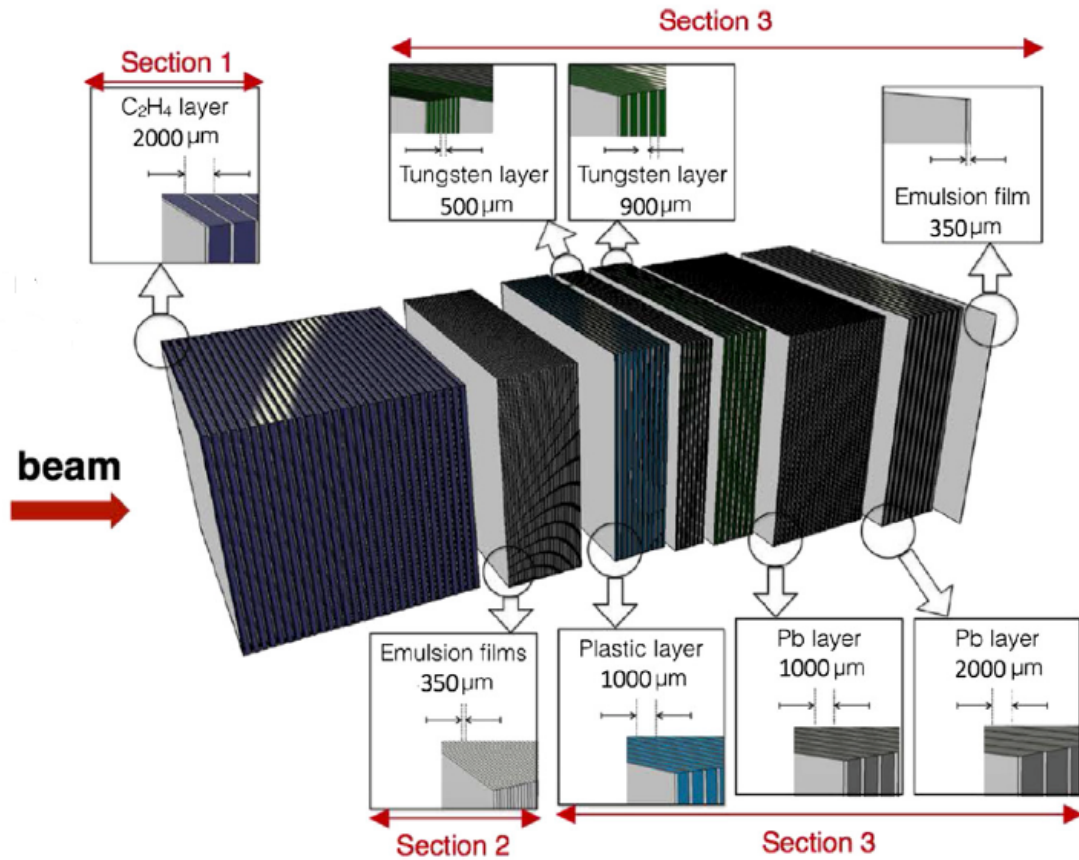 Section 3
Section 1
C₂H₄ layer
2000 μm
Tungsten layer
500 μm
Tungsten layer
900 μm
Emulsion film
350 μm
beam
Emulsion films
350 μm
Plastic layer
1000 μm
Pb layer
1000 μm
Pb layer
2000 μm
Section 2
Section 3